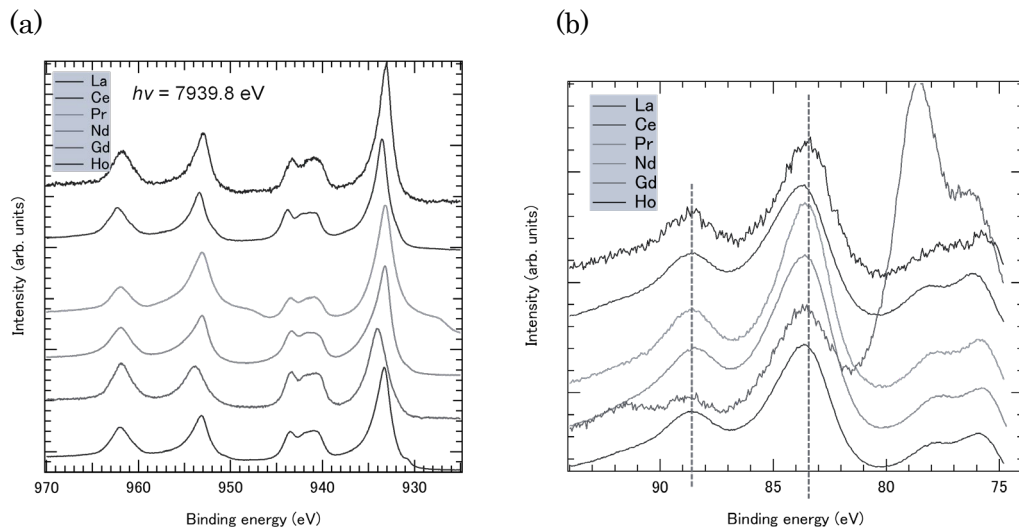 (a)
La
Ce
Pr
Nd
Gd
Ho
hν = 7939.8 eV
Intensity (arb. units)
970
960
950
940
930
Binding energy (eV)
(b)
La
Ce
Pr
Nd
Gd
Ho
Intensity (arb. units)
90
85
80
75
Binding energy (eV)